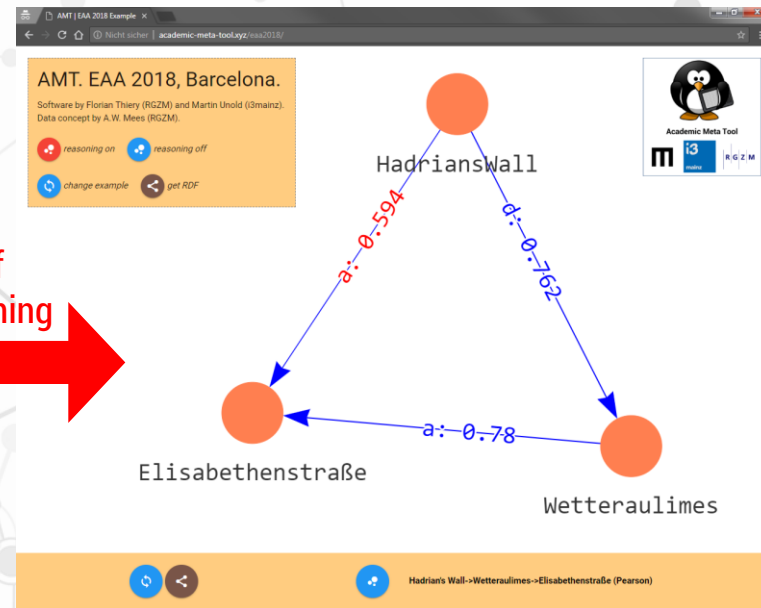 AMT | EAA 2018 Example
Nicht sicher | academic-meta-tool.xyz/eaa2018/
AMT. EAA 2018, Barcelona.
Software by Florian Thiery (RGZM) and Martin Unold (i3mainz).
Data concept by A.W. Mees (RGZM).
reasoning on
reasoning off
change example
get RDF
Academic Meta Tool
i3
mainz
R G Z M
HadriansWall
a: 0.594
d: 0.762
a: 0.78
Elisabethenstraße
Wetteraulimes
Hadrian's Wall->Wetteraulimes->Elisabethenstraße (Pearson)